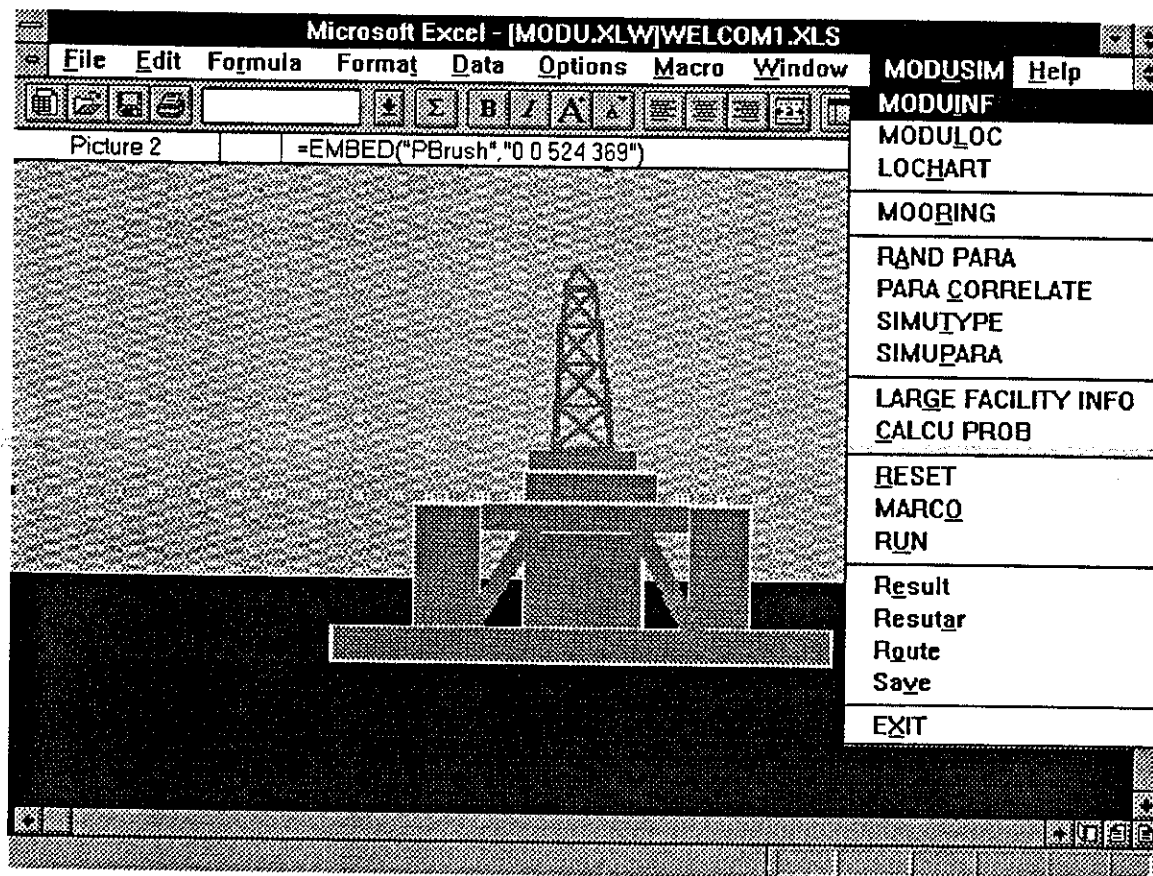 Microsoft Excel - [MODU.XLW]WELCOM1.XLS
File Edit Formula Format Data Options Macro Window MODUSIM Help
Σ B I A A
Picture 2 =EMBED("PBrush","0 0 524 369")
MODUINF
MODULOC
LOCHART
MOORING
RAND PARA
PARA CORRELATE
SIMUTYPE
SIMUPARA
LARGE FACILITY INFO
CALCU PROB
RESET
MARCO
RUN
Result
Resutar
Route
Save
EXIT